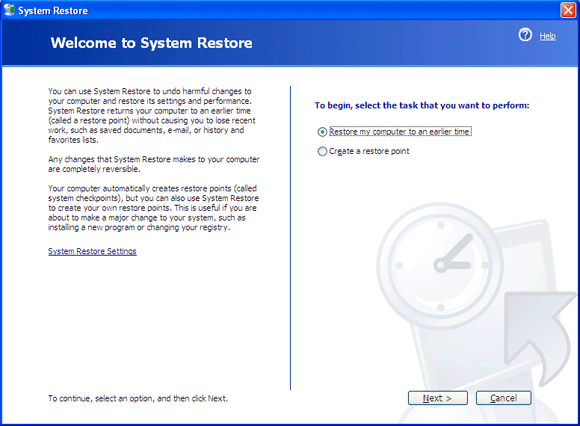 System Restore
Welcome to System Restore
Help
You can use System Restore to undo harmful changes to
your computer and restore its settings and performance.
System Restore returns your computer to an earlier time
(called a restore point) without causing you to lose recent
work, such as saved documents, e-mail, or history and
favorites lists.
Any changes that System Restore makes to your computer
are completely reversible.
Your computer automatically creates restore points (called
system checkpoints), but you can also use System Restore
to create your own restore points. This is useful if you are
about to make a major change to your system, such as
installing a new program or changing your registry.
System Restore Settings
To begin, select the task that you want to perform:
Restore my computer to an earlier time
Create a restore point
To continue, select an option, and then click Next.
Next >
Cancel